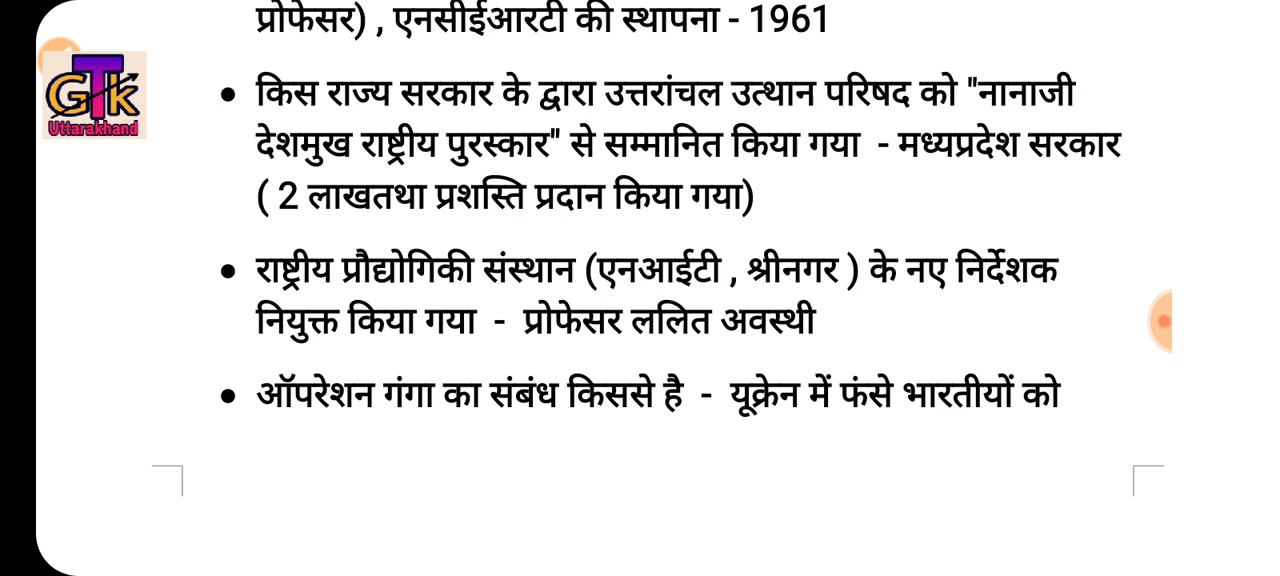 प्रोफेसर) , एनसीईआरटी की स्थापना - 1961
GTK
Uttarakhand
• किस राज्य सरकार के द्वारा उत्तरांचल उत्थान परिषद को "नानाजी
देशमुख राष्ट्रीय पुरस्कार" से सम्मानित किया गया - मध्यप्रदेश सरकार
( 2 लाखतथा प्रशस्ति प्रदान किया गया)
• राष्ट्रीय प्रौद्योगिकी संस्थान (एनआईटी , श्रीनगर ) के नए निर्देशक
नियुक्त किया गया - प्रोफेसर ललित अवस्थी
• ऑपरेशन गंगा का संबंध किससे है - यूक्रेन में फंसे भारतीयों को